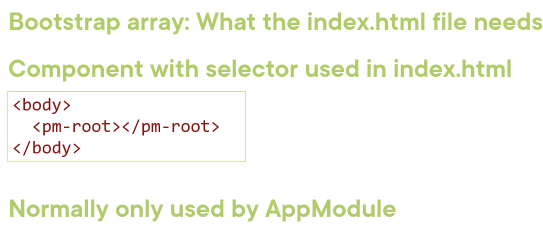 Bootstrap array: What the index.html file needs
Component with selector used in index.html
<body>
  <pm-root></pm-root>
</body>
Normally only used by AppModule